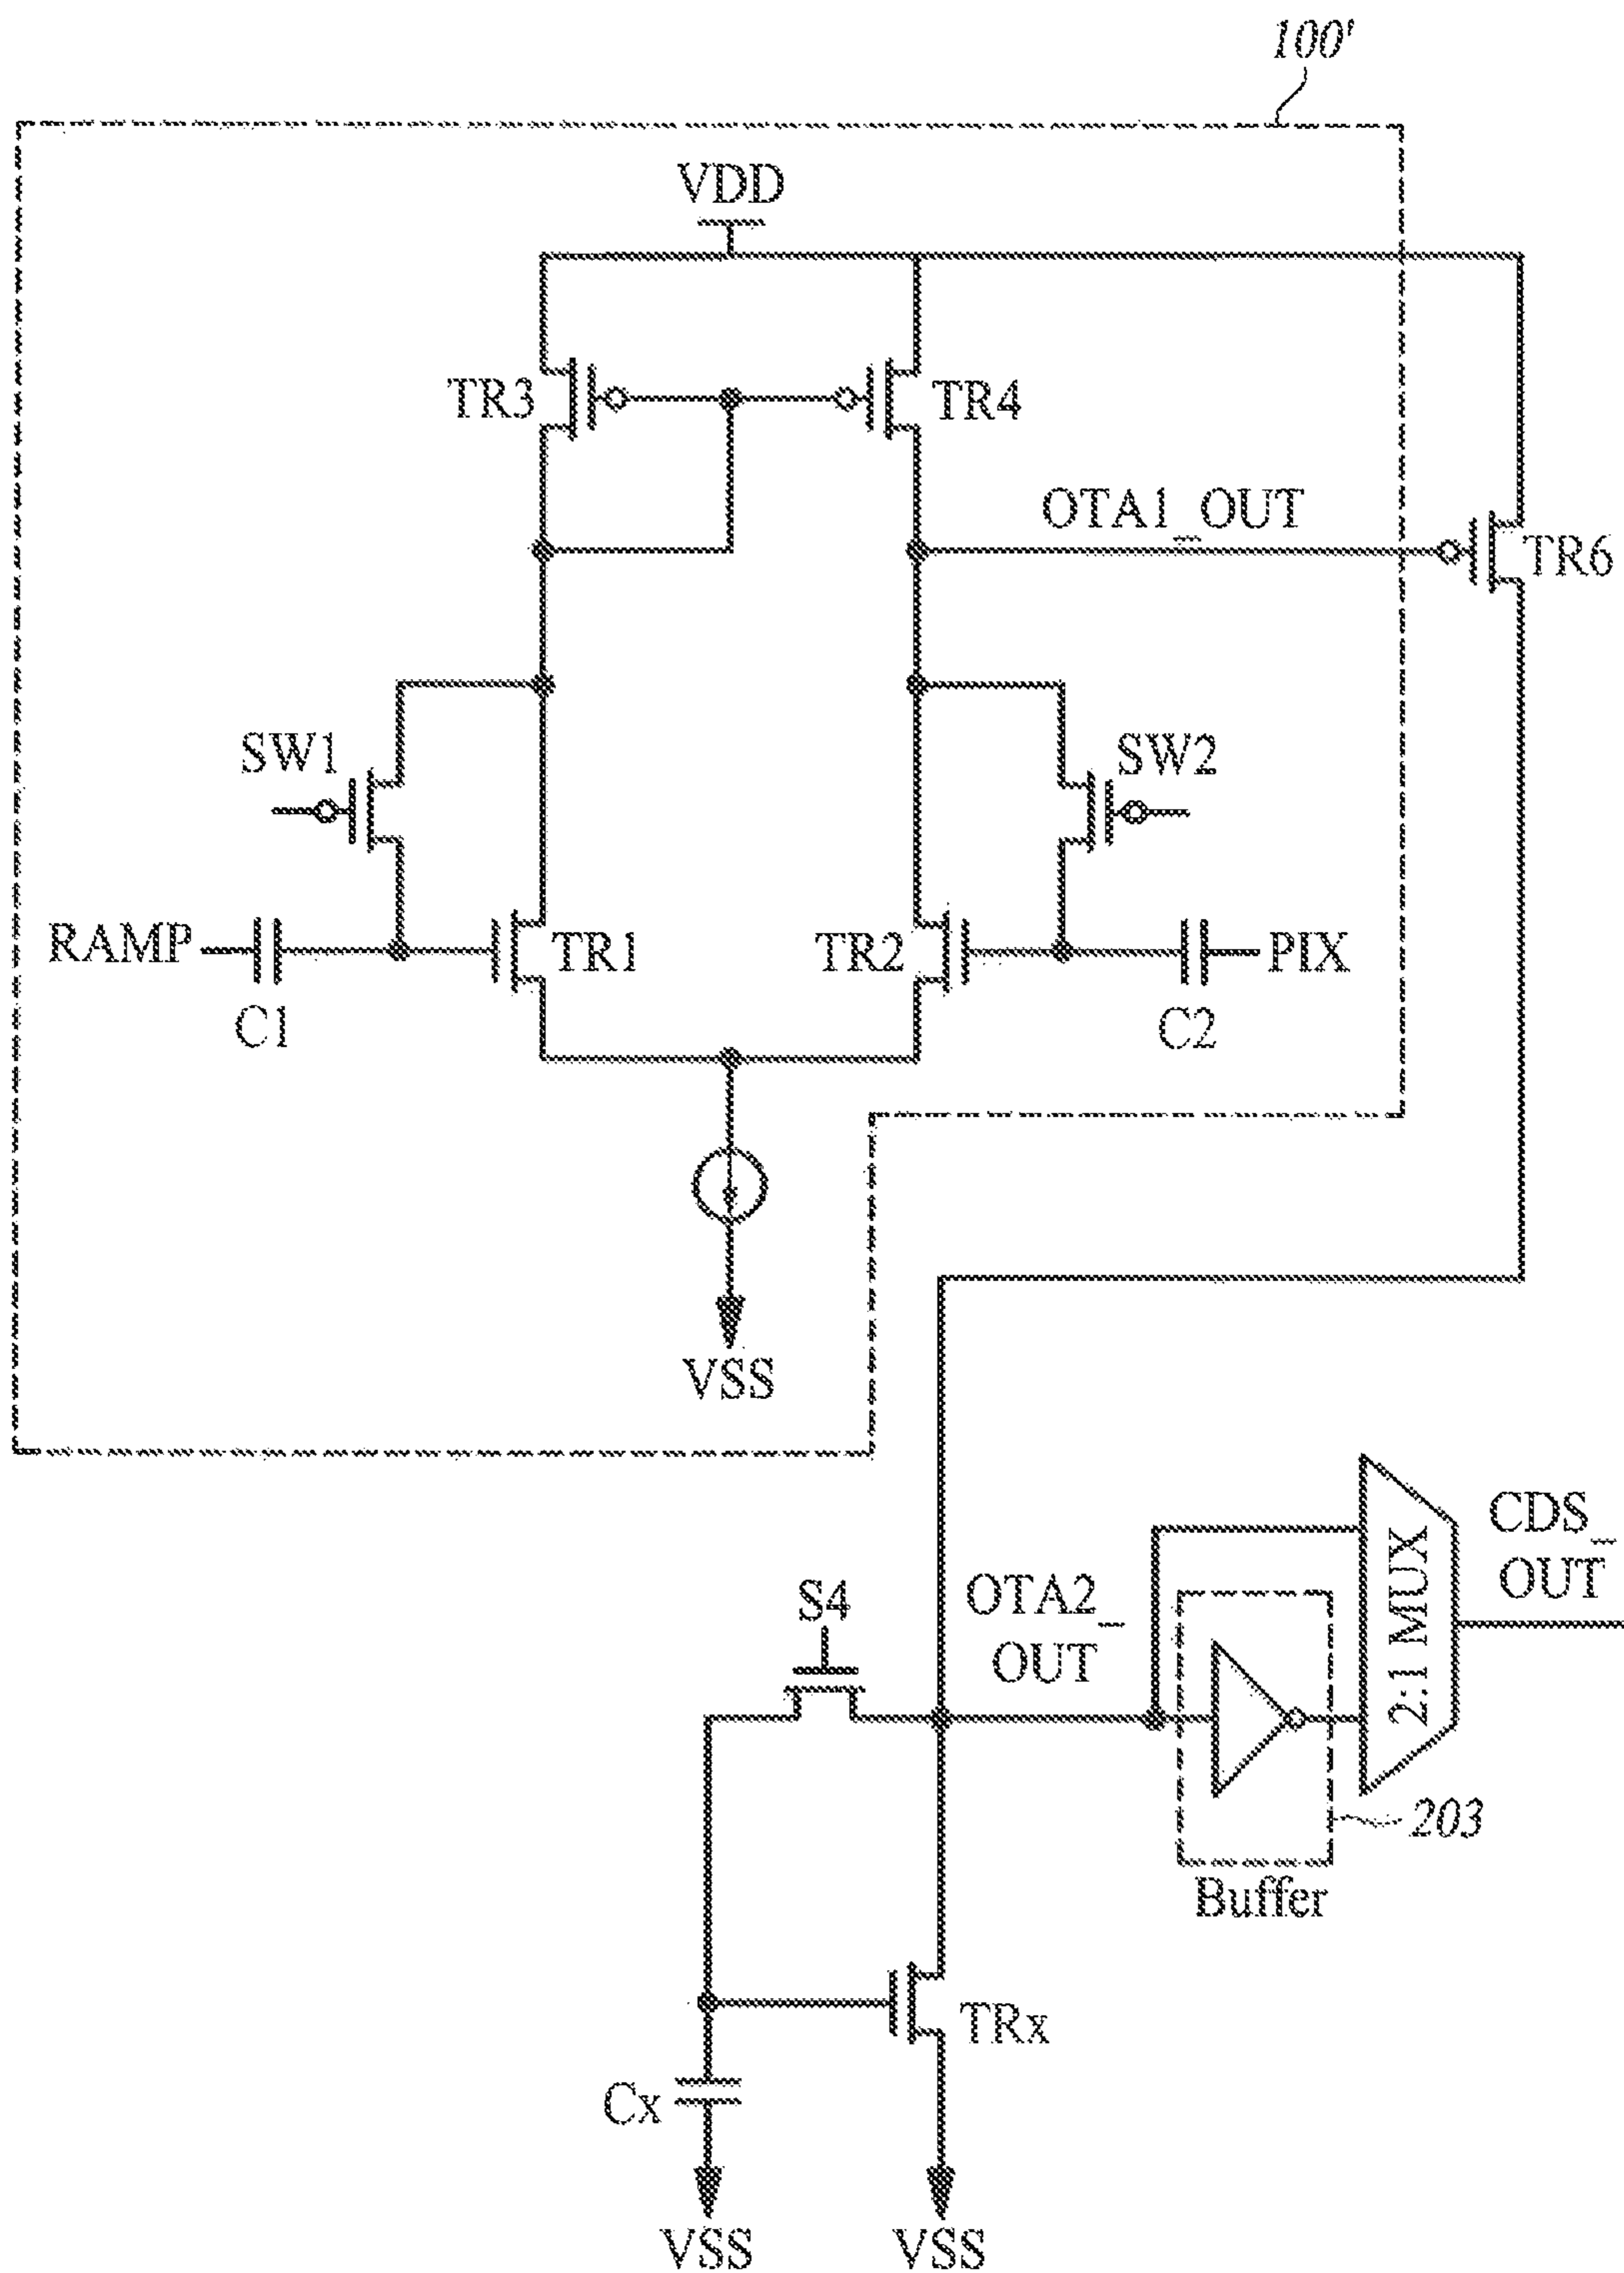 100'
VDD
TR3
TR4
OTA1_OUT
TR6
SW1
SW2
RAMP
TR1
TR2
PIX
C1
C2
VSS
CDS_
OUT
2:1 MUX
S4
OTA2_
OUT
203
Buffer
TRx
Cx
VSS
VSS